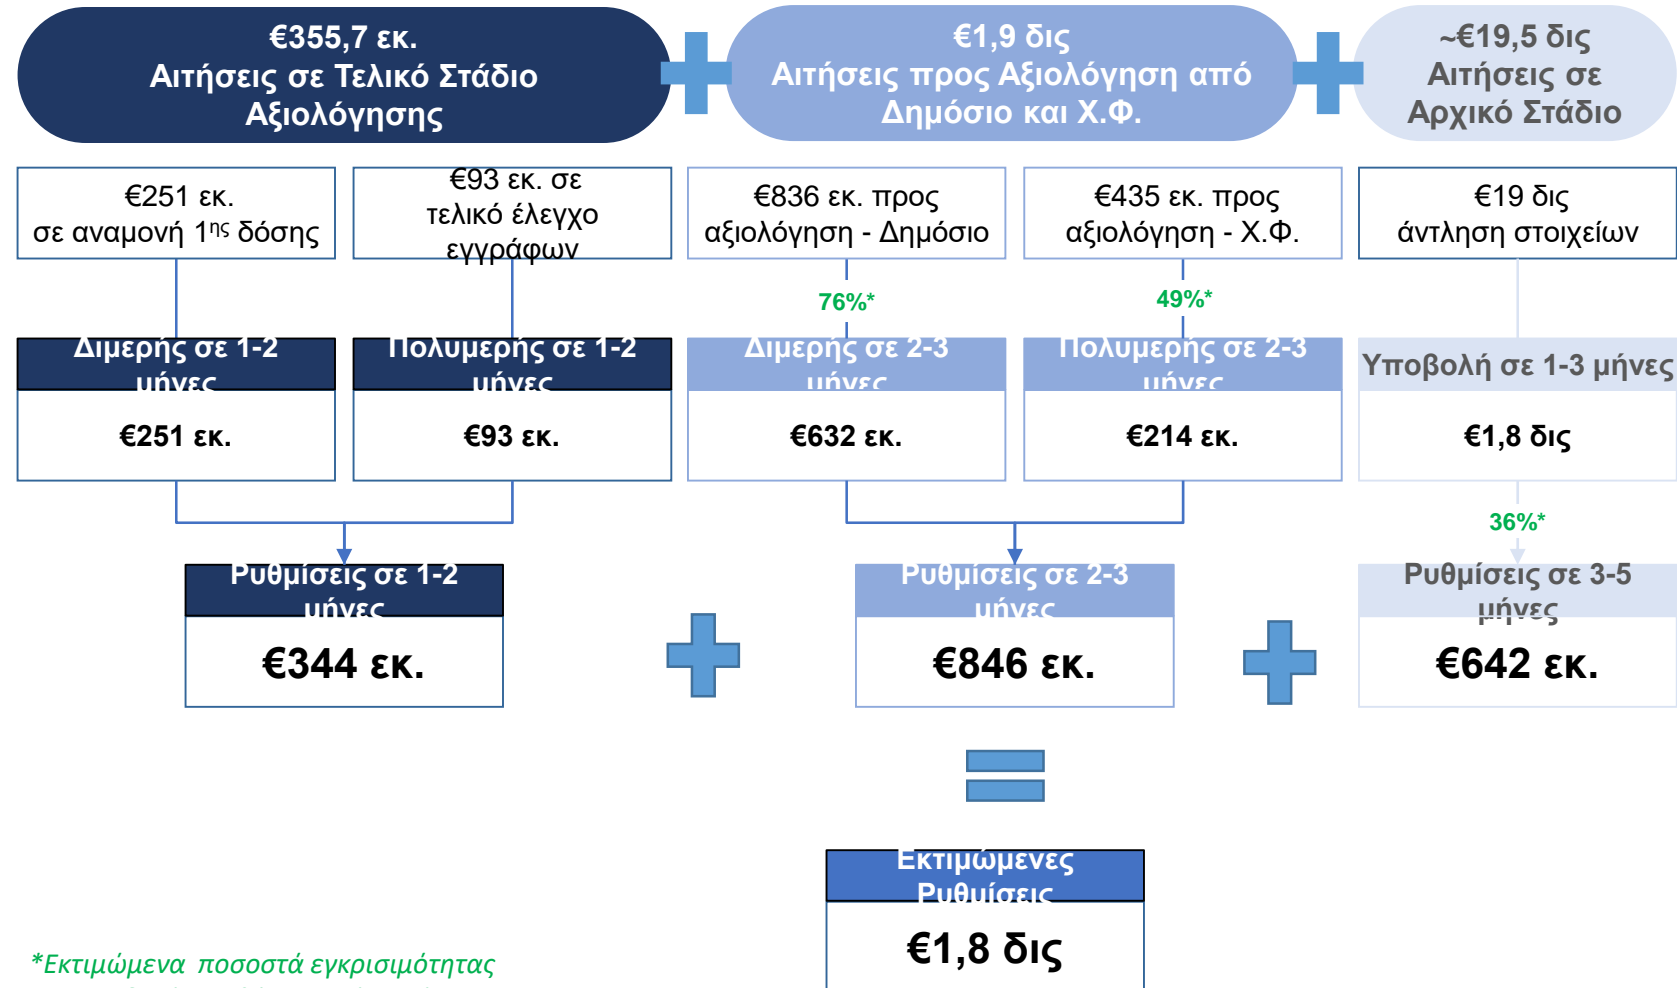 €355,7 εκ.
Αιτήσεις σε Τελικό Στάδιο
Αξιολόγησης
€1,9 δις
Αιτήσεις προς Αξιολόγηση από
Δημόσιο και Χ.Φ.
~€19,5 δις
Αιτήσεις σε
Αρχικό Στάδιο
€251 εκ.
σε αναμονή 1ης δόσης
€93 εκ. σε
τελικό έλεγχο
εγγράφων
€836 εκ. προς
αξιολόγηση - Δημόσιο
€435 εκ. προς
αξιολόγηση - Χ.Φ.
€19 δις
άντληση στοιχείων
76%*
49%*
Διμερής σε 1-2
μήνες
€251 εκ.
Πολυμερής σε 1-2
μήνες
€93 εκ.
Διμερής σε 2-3
μήνες
€632 εκ.
Πολυμερής σε 2-3
μήνες
€214 εκ.
Υποβολή σε 1-3 μήνες
€1,8 δις
36%*
Ρυθμίσεις σε 1-2
μήνες
€344 εκ.
Ρυθμίσεις σε 2-3
μήνες
€846 εκ.
Ρυθμίσεις σε 3-5
μήνες
€642 εκ.
Εκτιμώμενες
Ρυθμίσεις
€1,8 δις
*Εκτιμώμενα ποσοστά εγκρισιμότητας